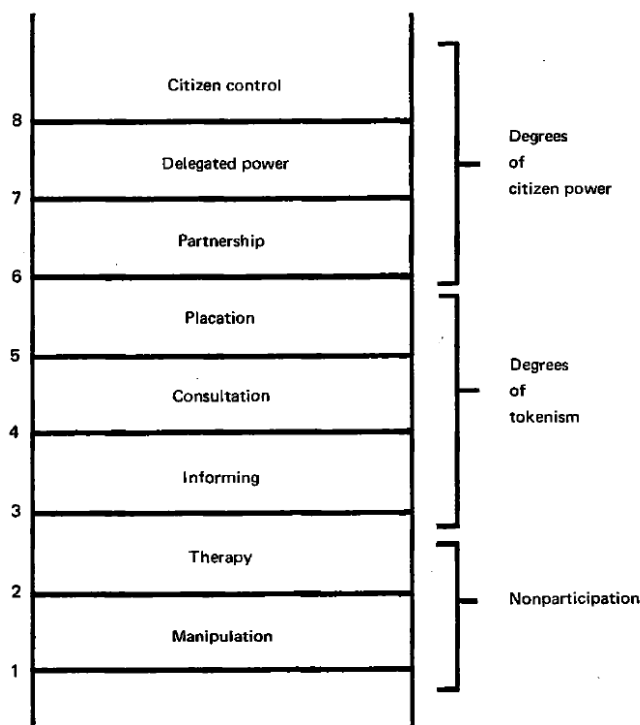 Citizen control
8
Delegated power
7
Partnership
6
Placation
5
Consultation
4
Informing
3
Therapy
2
Manipulation
1
Degrees
of
citizen power
Degrees
of
tokenism
Nonparticipation